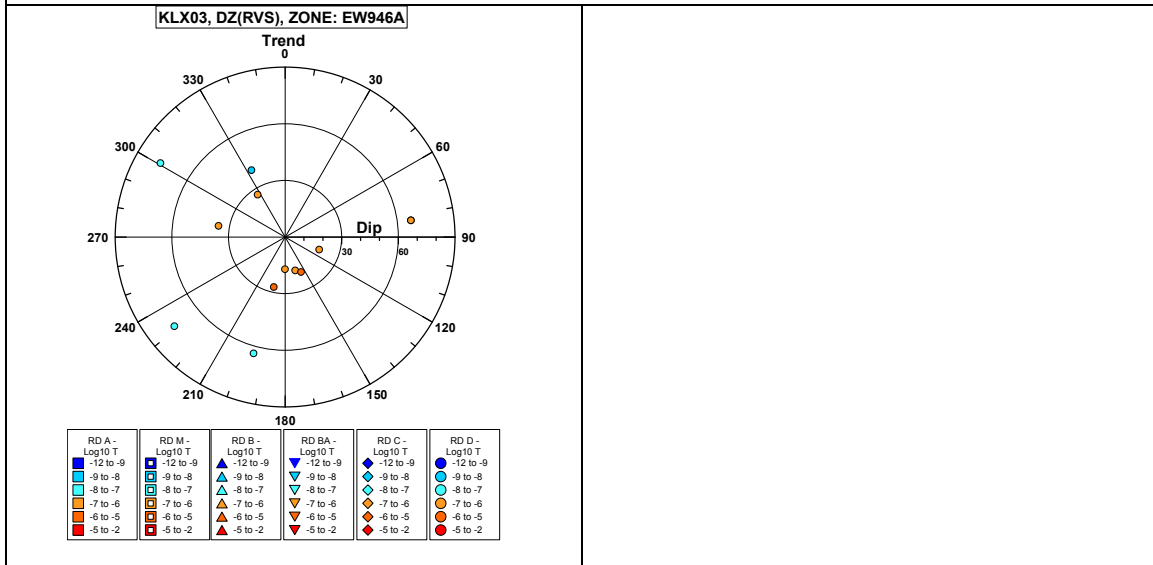 KLX03, DZ(RVS), ZONE: EW946A
Trend
0
330
30
300
60
270
Dip
30
60
90
240
120
210
150
180
RD A - Log10 T
-12 to -9
-9 to -8
-8 to -7
-7 to -6
-6 to -5
-5 to -2
RD M - Log10 T
-12 to -9
-9 to -8
-8 to -7
-7 to -6
-6 to -5
-5 to -2
RD B - Log10 T
-12 to -9
-9 to -8
-8 to -7
-7 to -6
-6 to -5
-5 to -2
RD BA - Log10 T
-12 to -9
-9 to -8
-8 to -7
-7 to -6
-6 to -5
-5 to -2
RD C - Log10 T
-12 to -9
-9 to -8
-8 to -7
-7 to -6
-6 to -5
-5 to -2
RD D - Log10 T
-12 to -9
-9 to -8
-8 to -7
-7 to -6
-6 to -5
-5 to -2